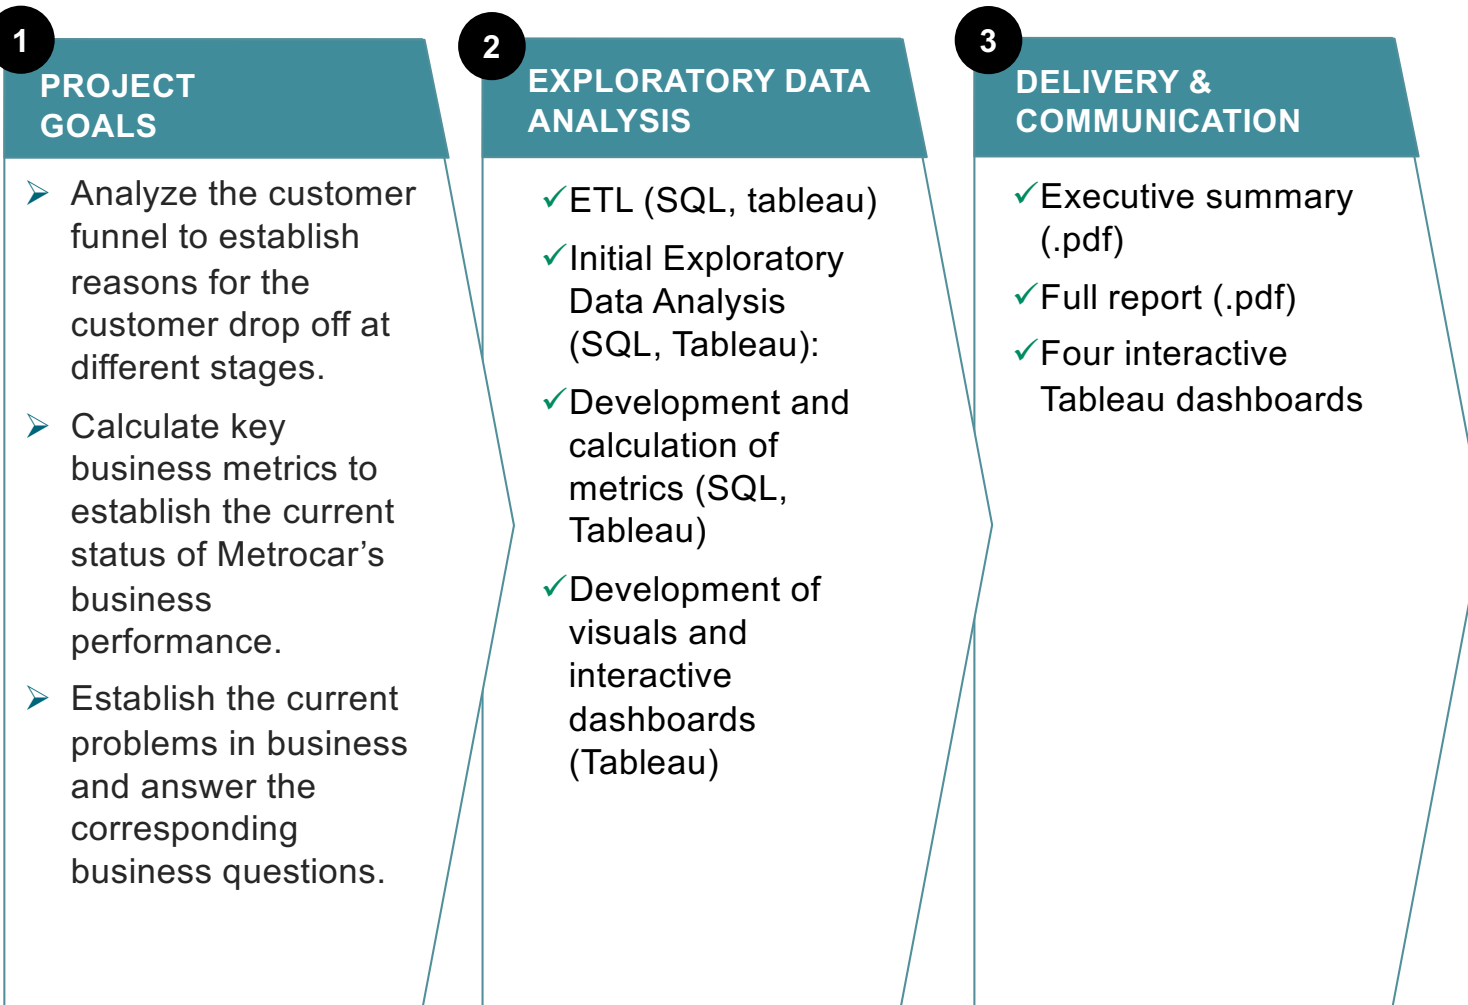 1
PROJECT
GOALS
Analyze the customer
funnel to establish
reasons for the
customer drop off at
different stages.
Calculate key
business metrics to
establish the current
status of Metrocar’s
business
performance.
Establish the current
problems in business
and answer the
corresponding
business questions.
2
EXPLORATORY DATA
ANALYSIS
ETL (SQL, tableau)
Initial Exploratory
Data Analysis
(SQL, Tableau):
Development and
calculation of
metrics (SQL,
Tableau)
Development of
visuals and
interactive
dashboards
(Tableau)
3
DELIVERY &
COMMUNICATION
Executive summary
(.pdf)
Full report (.pdf)
Four interactive
Tableau dashboards